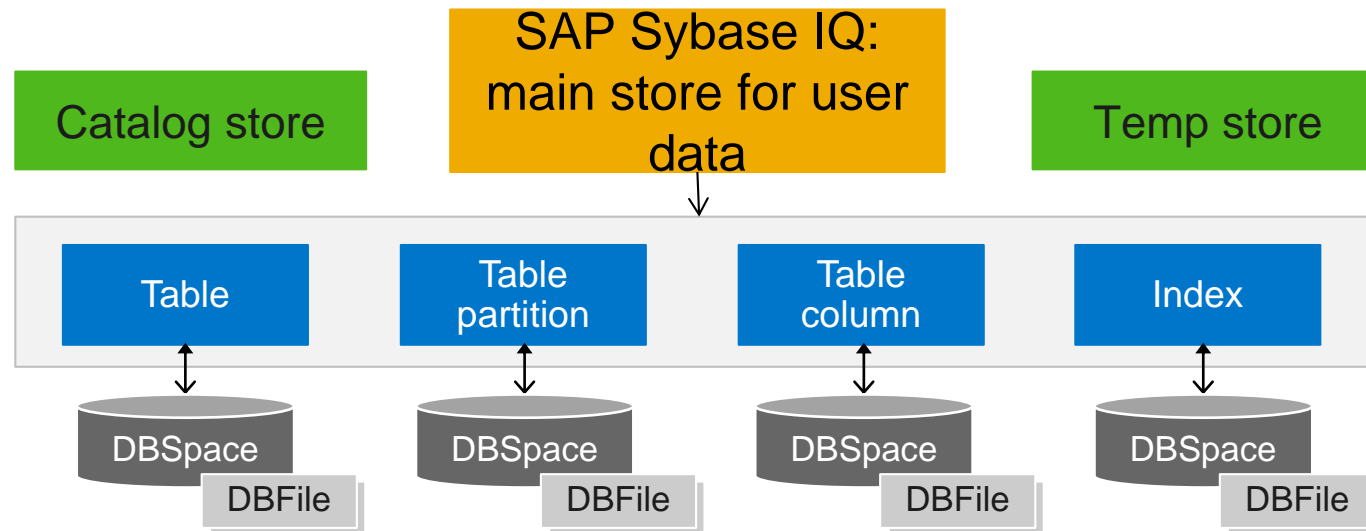 SAP Sybase IQ:
main store for user
data
Catalog store
Temp store
Table
Table
partition
Table
column
Index
DBSpace
DBFile
DBSpace
DBFile
DBSpace
DBFile
DBSpace
DBFile